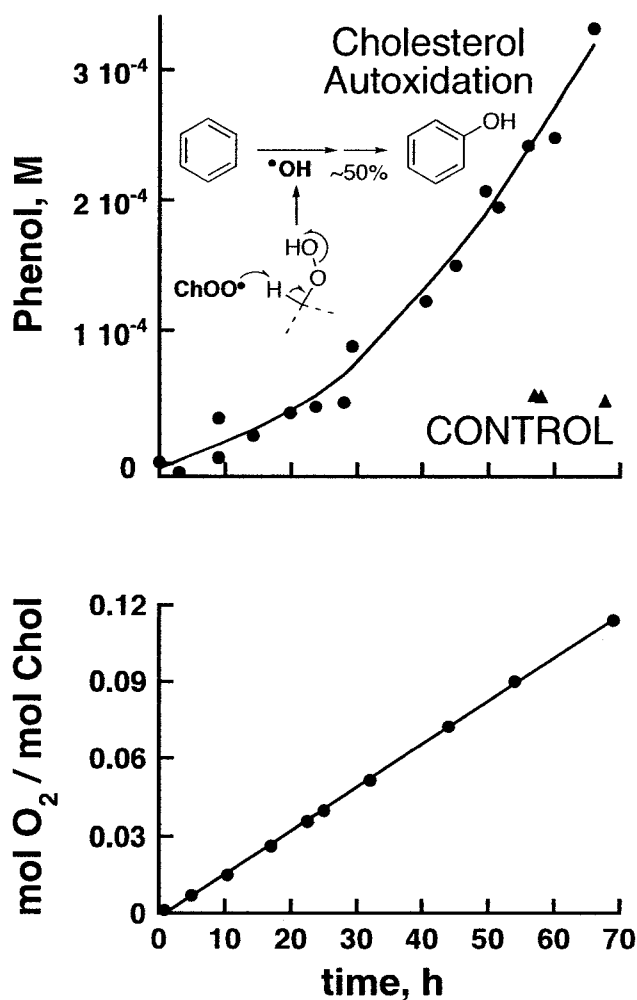 Cholesterol
Autoxidation
Phenol, M
3 10⁻⁴
2 10⁻⁴
1 10⁻⁴
0
OH
•OH
~50%
HO
O
ChOO•
H
CONTROL
mol O₂ / mol Chol
0.12
0.09
0.06
0.03
0
0 10 20 30 40 50 60 70
time, h